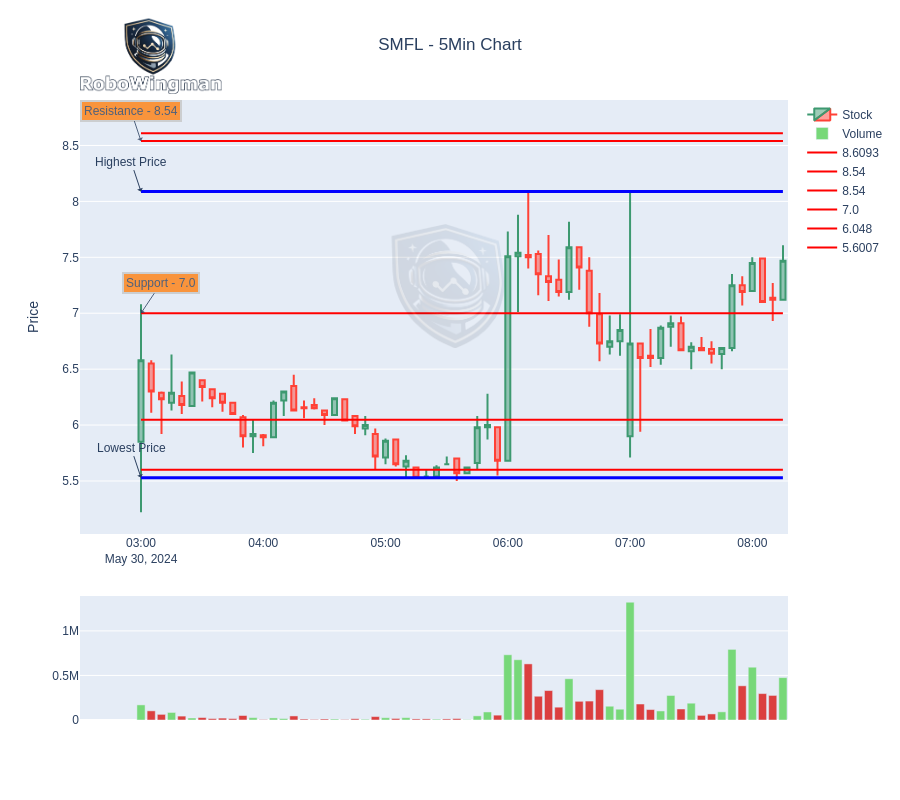 SMFL - 5Min Chart
RoboWingman
Resistance - 8.54
Highest Price
Support - 7.0
Lowest Price
Price
8.5
8
7.5
7
6.5
6
5.5
03:00
04:00
05:00
06:00
07:00
08:00
May 30, 2024
Stock
Volume
8.6093
8.54
8.54
7.0
6.048
5.6007
1M
0.5M
0